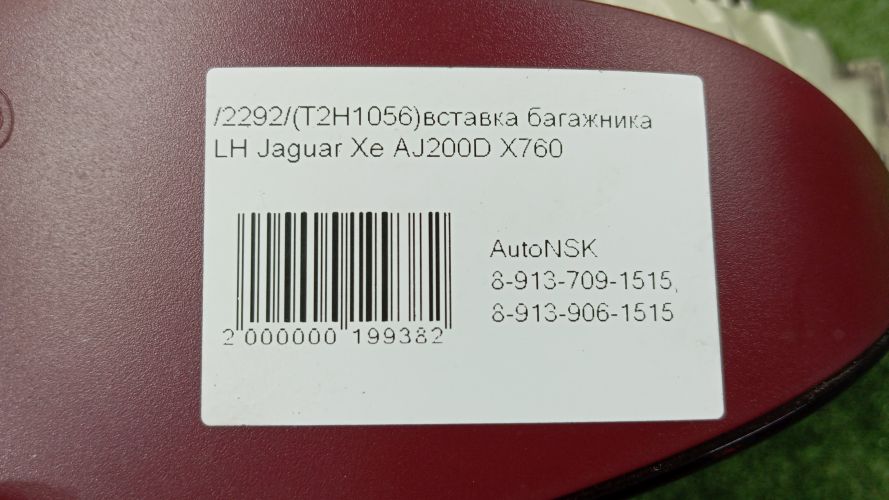 /2292/(T2H1056)вставка багажника
LH Jaguar Xe AJ200D X760
AutoNSK
8-913-709-1515,
8-913-906-1515
2 000000 199382